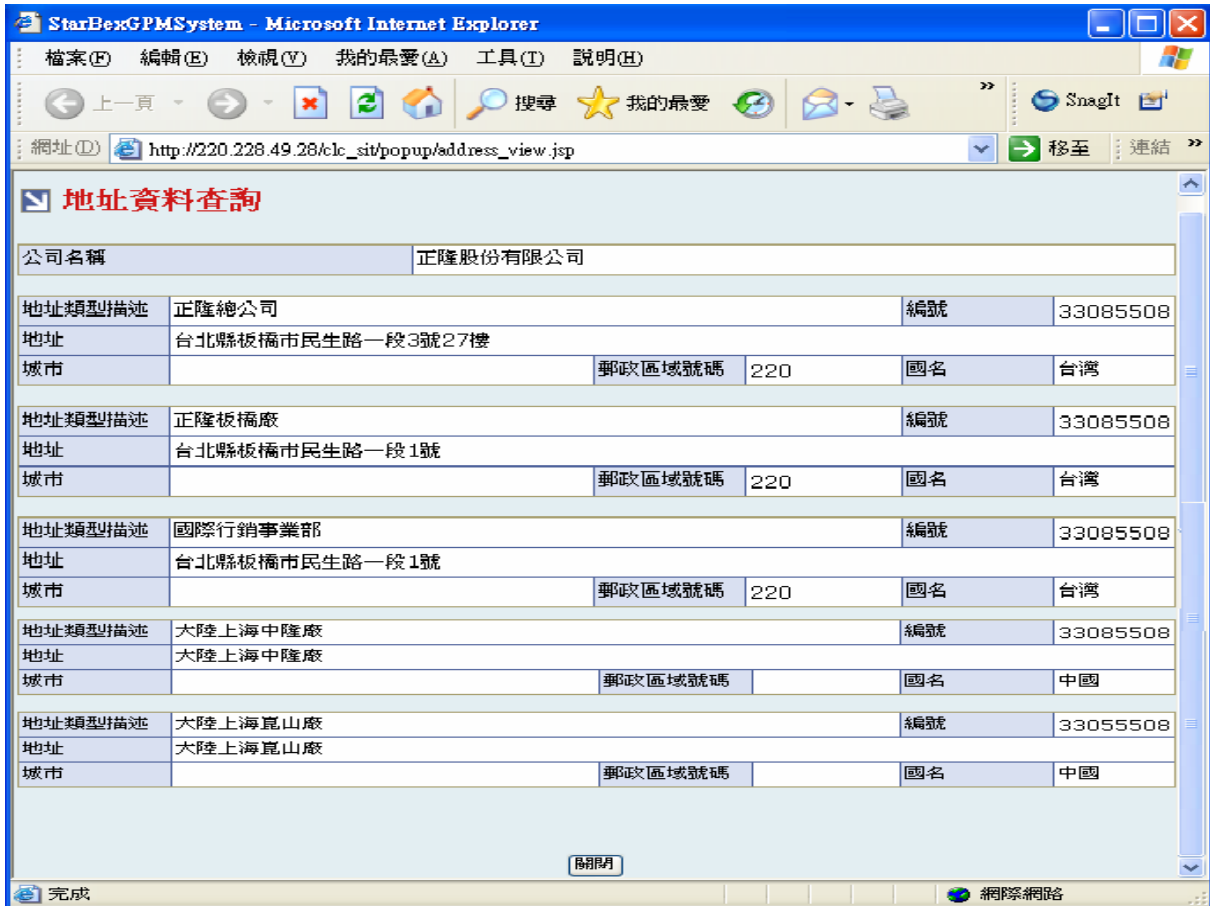 StarBexGPMSystem - Microsoft Internet Explorer
檔案(F) 編輯(E) 檢視(V) 我的最愛(A) 工具(T) 說明(H)
上一頁 搜尋 我的最愛 » SnagIt
網址(D) http://220.228.49.28/clc_sit/popup/address_view.jsp 移至 連結 »
地址資料查詢
公司名稱 正隆股份有限公司
地址類型描述 正隆總公司 編號 33085508
地址 台北縣板橋市民生路一段3號27樓
城市 郵政區域號碼 220 國名 台灣
地址類型描述 正隆板橋廠 編號 33085508
地址 台北縣板橋市民生路一段1號
城市 郵政區域號碼 220 國名 台灣
地址類型描述 國際行銷事業部 編號 33085508
地址 台北縣板橋市民生路一段1號
城市 郵政區域號碼 220 國名 台灣
地址類型描述 大陸上海中隆廠 編號 33085508
地址 大陸上海中隆廠
城市 郵政區域號碼 國名 中國
地址類型描述 大陸上海崑山廠 編號 33055508
地址 大陸上海崑山廠
城市 郵政區域號碼 國名 中國
關閉
完成 網際網路